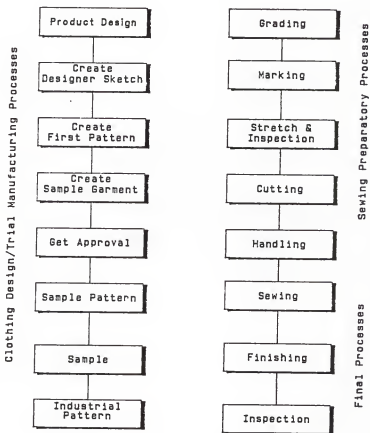 Clothing Design/Trial Manufacturing Processes
Product Design
Create
Designer Sketch
Create
First Pattern
Create
Sample Garment
Get Approval
Sample Pattern
Sample
Industrial
Pattern
Grading
Marking
Stretch &
Inspection
Cutting
Handling
Sewing
Finishing
Inspection
Sewing Preparatory Processes
Final Processes